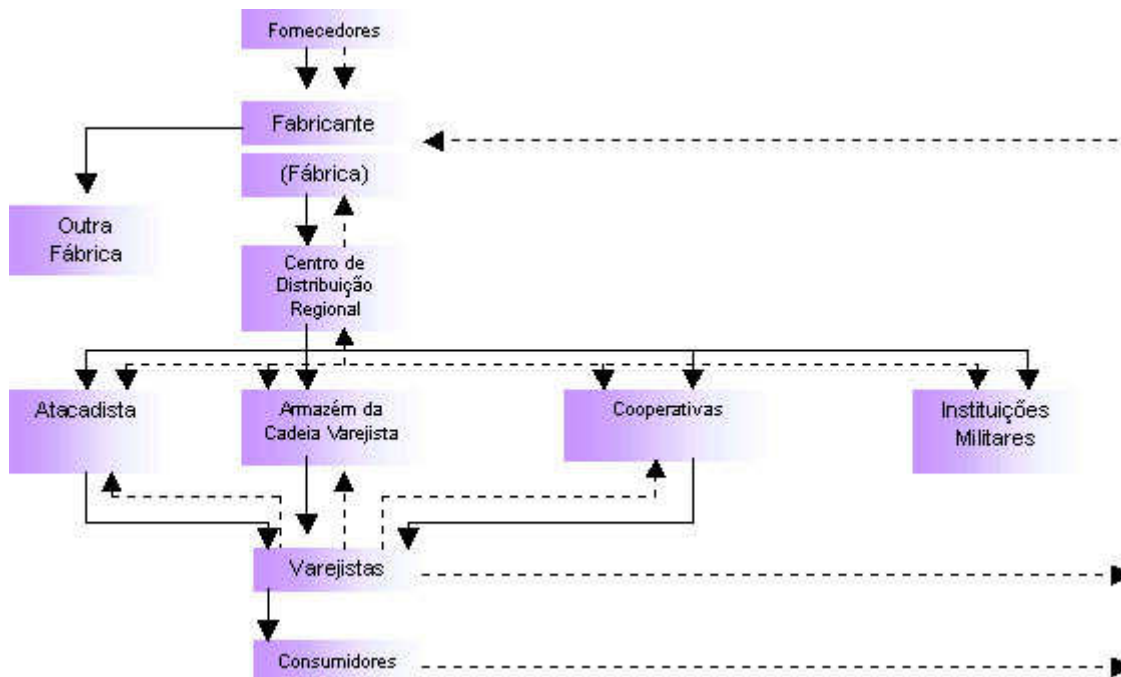 Fornecedores
Fabricante
(Fábrica)
Outra
Fábrica
Centro de
Distribuição
Regional
Atacadista
Armazém da
Cadeia Varejista
Cooperativas
Instituições
Militares
Varejistas
Consumidores